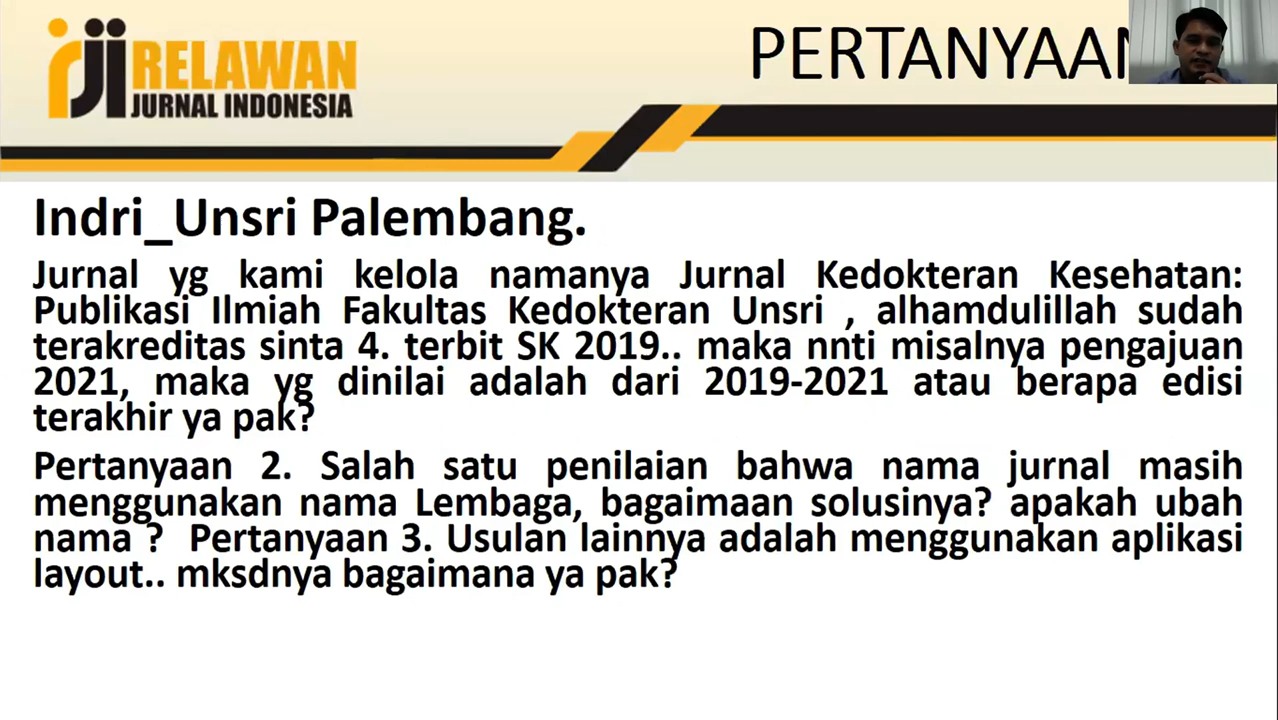 RELAWAN
JURNAL INDONESIA
PERTANYAAN
Indri_Unsri Palembang.
Jurnal yg kami kelola namanya Jurnal Kedokteran Kesehatan:
Publikasi Ilmiah Fakultas Kedokteran Unsri , alhamdulillah sudah
terakreditas sinta 4. terbit SK 2019.. maka nnti misalnya pengajuan
2021, maka yg dinilai adalah dari 2019-2021 atau berapa edisi
terakhir ya pak?
Pertanyaan 2. Salah satu penilaian bahwa nama jurnal masih
menggunakan nama Lembaga, bagaimaan solusinya? apakah ubah
nama ? Pertanyaan 3. Usulan lainnya adalah menggunakan aplikasi
layout.. mksdnya bagaimana ya pak?